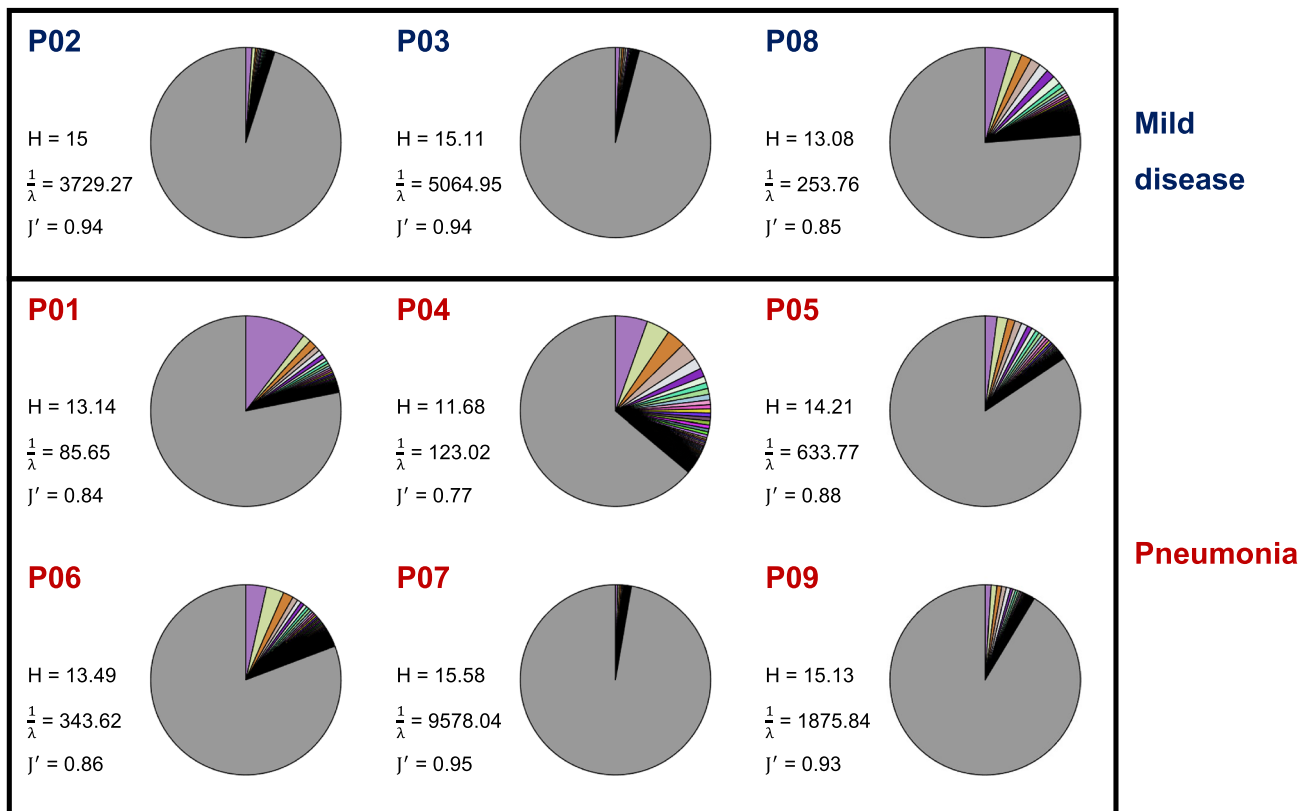 P02
H = 15
1/λ = 3729.27
J′ = 0.94
P03
H = 15.11
1/λ = 5064.95
J′ = 0.94
P08
H = 13.08
1/λ = 253.76
J′ = 0.85
Mild
disease
P01
H = 13.14
1/λ = 85.65
J′ = 0.84
P04
H = 11.68
1/λ = 123.02
J′ = 0.77
P05
H = 14.21
1/λ = 633.77
J′ = 0.88
P06
H = 13.49
1/λ = 343.62
J′ = 0.86
P07
H = 15.58
1/λ = 9578.04
J′ = 0.95
P09
H = 15.13
1/λ = 1875.84
J′ = 0.93
Pneumonia